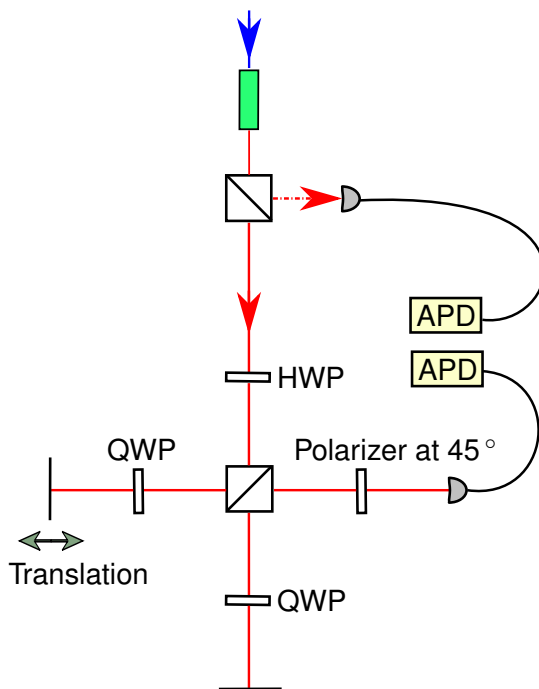 APD
APD
HWP
QWP
Polarizer at 45°
Translation
QWP